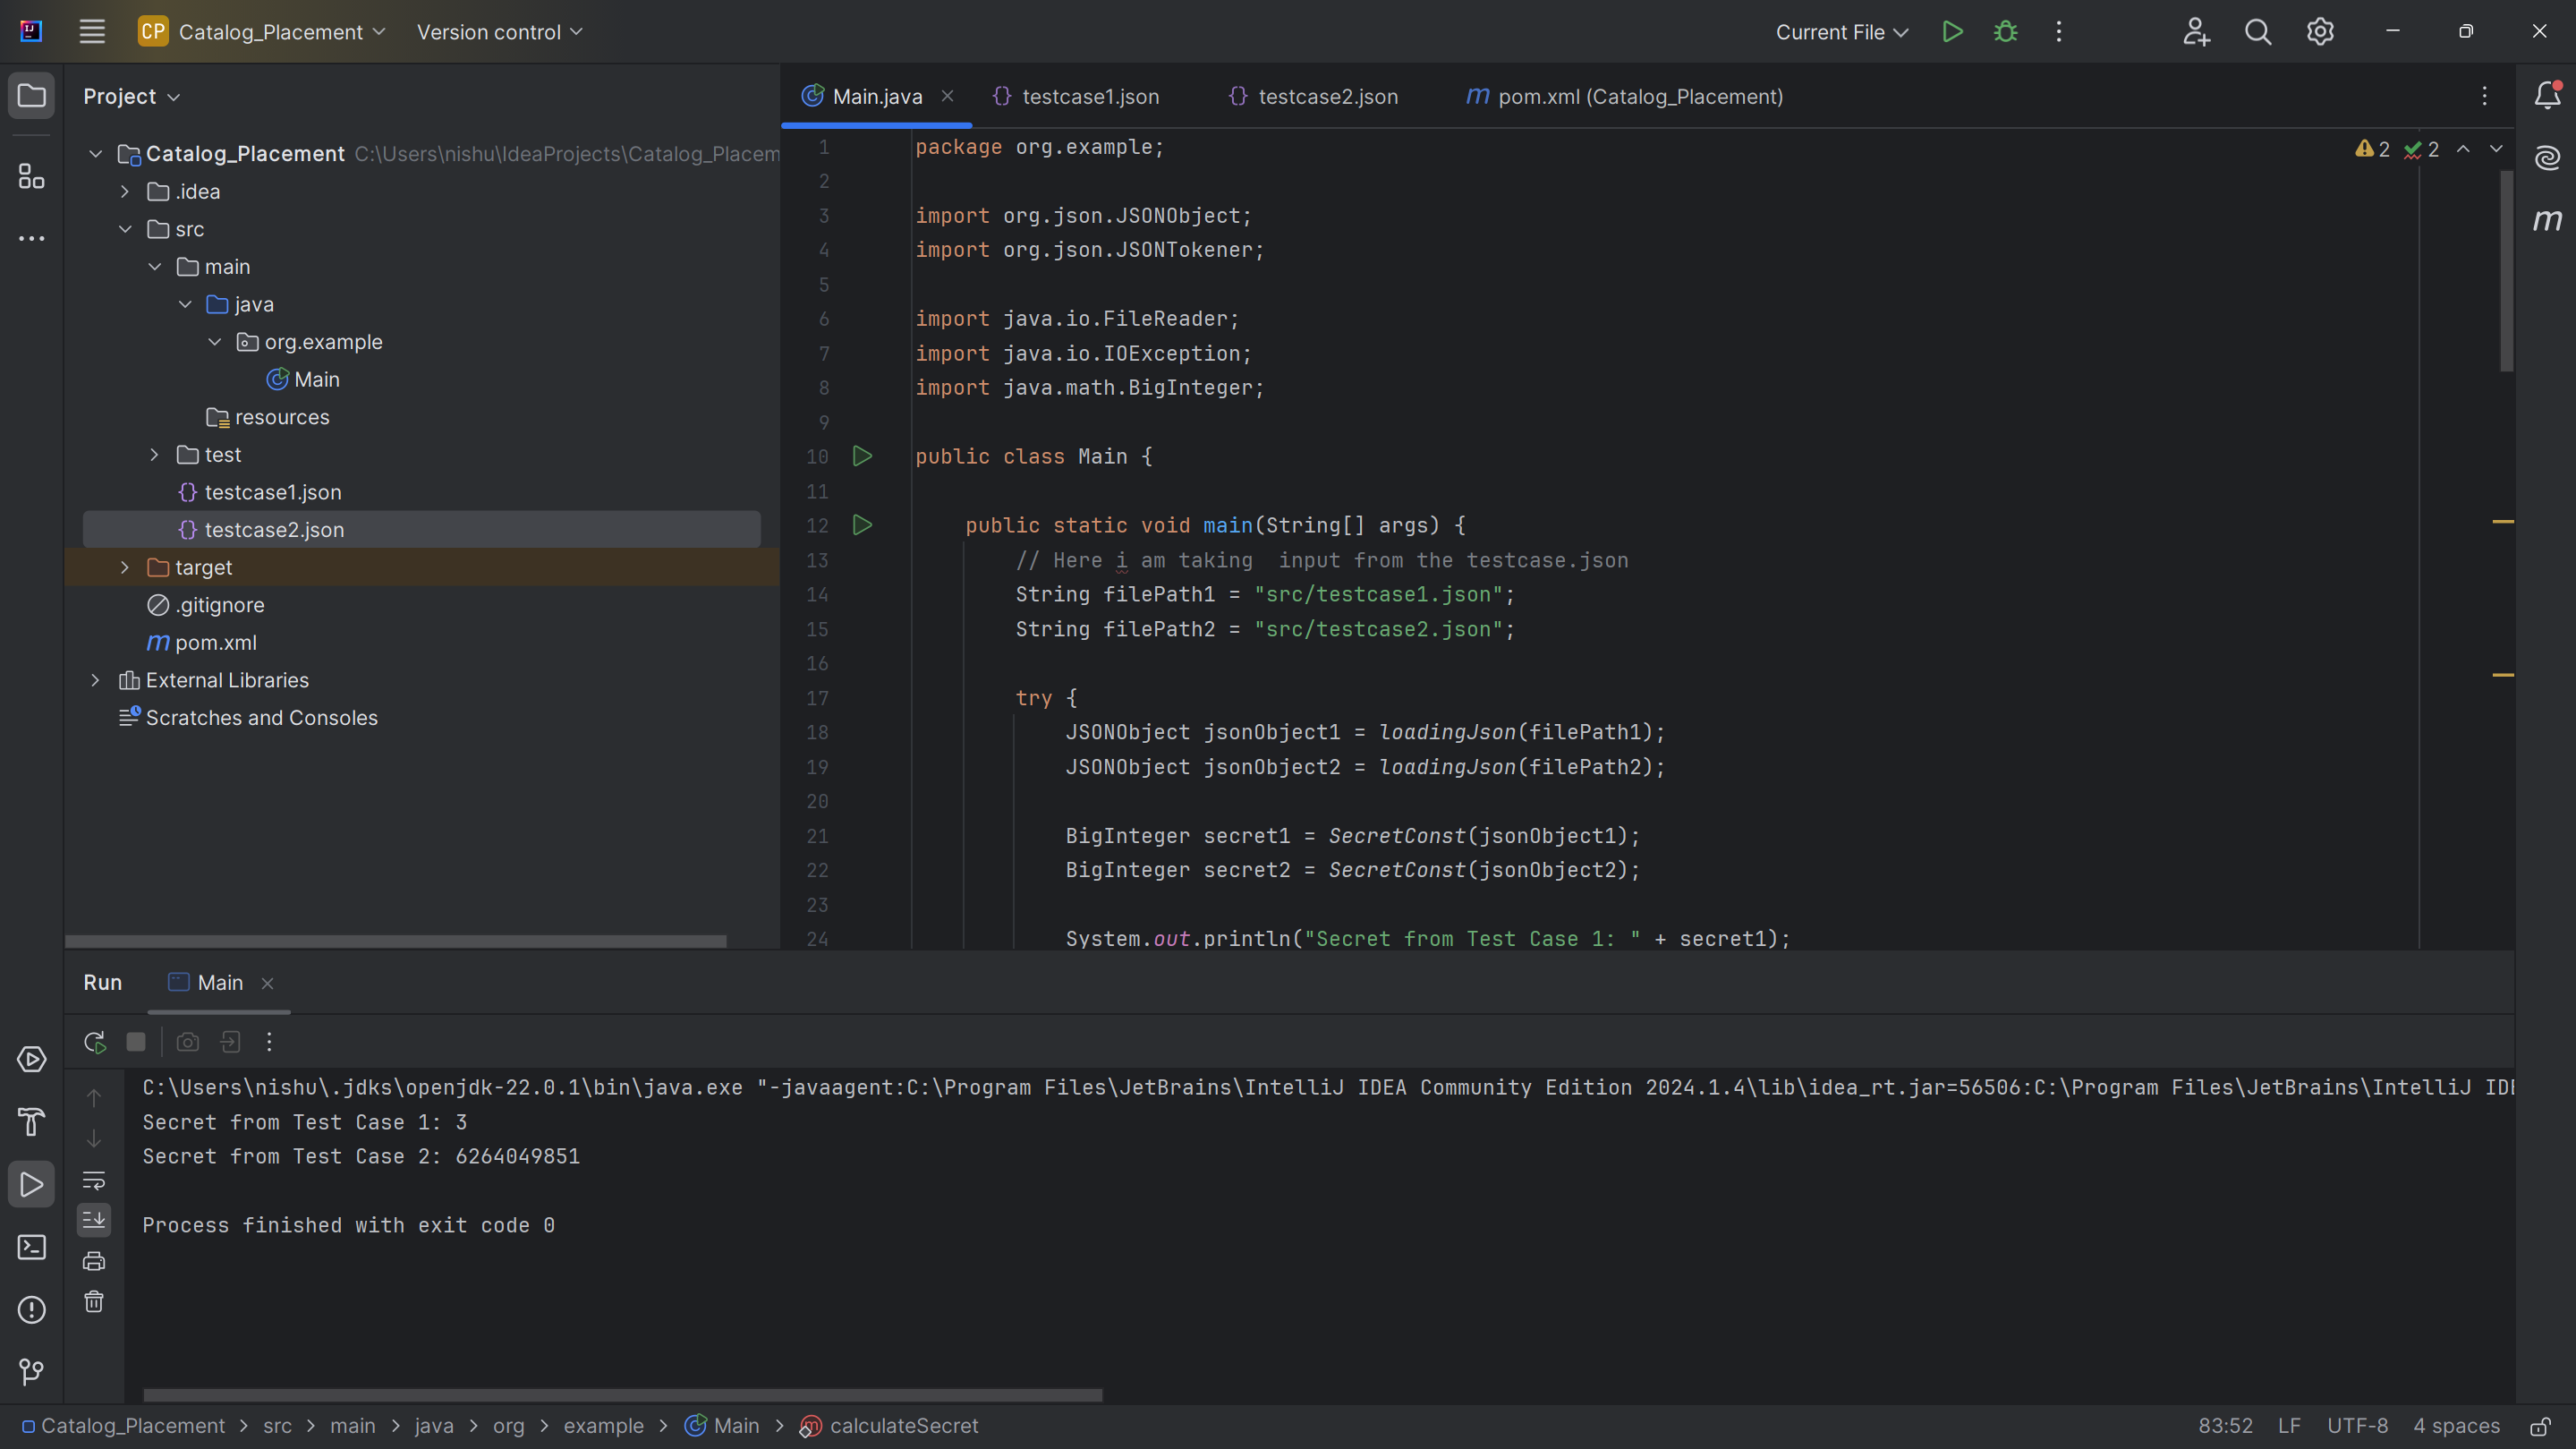 CP Catalog_Placement Version control Current File
Project
Catalog_Placement C:\Users\nishu\IdeaProjects\Catalog_Placem
.idea
src
main
java
org.example
Main
resources
test
testcase1.json
testcase2.json
target
.gitignore
m pom.xml
External Libraries
Scratches and Consoles
Main.java testcase1.json testcase2.json m pom.xml (Catalog_Placement)
2 2
1 package org.example;
2
3 import org.json.JSONObject;
4 import org.json.JSONTokener;
5
6 import java.io.FileReader;
7 import java.io.IOException;
8 import java.math.BigInteger;
9
10 public class Main {
11
12 public static void main(String[] args) {
13 // Here i am taking  input from the testcase.json
14 String filePath1 = "src/testcase1.json";
15 String filePath2 = "src/testcase2.json";
16
17 try {
18 JSONObject jsonObject1 = loadingJson(filePath1);
19 JSONObject jsonObject2 = loadingJson(filePath2);
20
21 BigInteger secret1 = SecretConst(jsonObject1);
22 BigInteger secret2 = SecretConst(jsonObject2);
23
24 System.out.println("Secret from Test Case 1: " + secret1);
m
Run Main
C:\Users\nishu\.jdks\openjdk-22.0.1\bin\java.exe "-javaagent:C:\Program Files\JetBrains\IntelliJ IDEA Community Edition 2024.1.4\lib\idea_rt.jar=56506:C:\Program Files\JetBrains\IntelliJ IDE
Secret from Test Case 1: 3
Secret from Test Case 2: 6264049851
Process finished with exit code 0
Catalog_Placement > src > main > java > org > example > Main > m calculateSecret 83:52 LF UTF-8 4 spaces